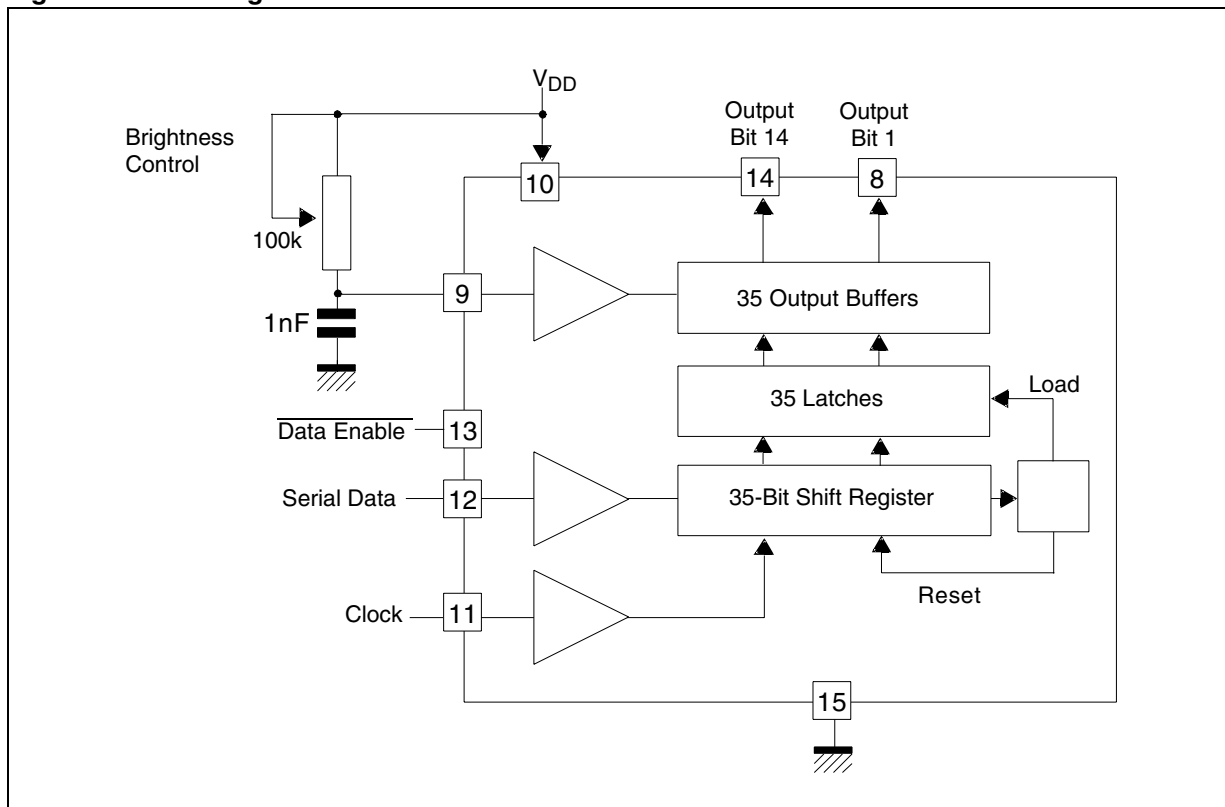 V_DD
Output Bit 14
Output Bit 1
Brightness Control
10
14
8
100k
9
35 Output Buffers
1nF
35 Latches
Load
Data Enable
13
Serial Data
12
35-Bit Shift Register
Reset
Clock
11
15